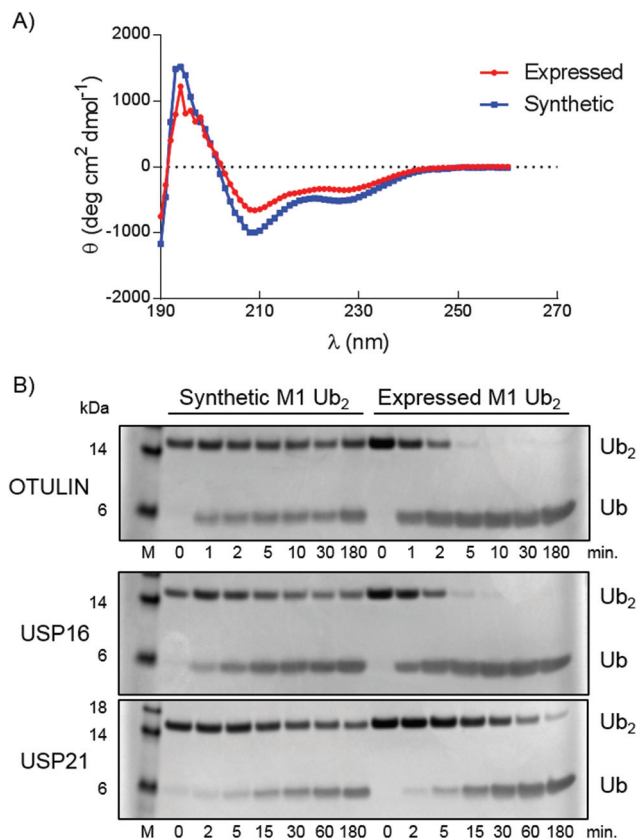 A)
2000
1000
0
-1000
-2000
θ (deg cm² dmol⁻¹)
Expressed
Synthetic
190 210 230 250 270
λ (nm)
B)
kDa
Synthetic M1 Ub₂ Expressed M1 Ub₂
14
OTULIN
6
Ub₂
Ub
M 0 1 2 5 10 30 180 0 1 2 5 10 30 180 min.
14
USP16
6
Ub₂
Ub
18
14
USP21
6
Ub₂
Ub
M 0 2 5 15 30 60 180 0 2 5 15 30 60 180 min.